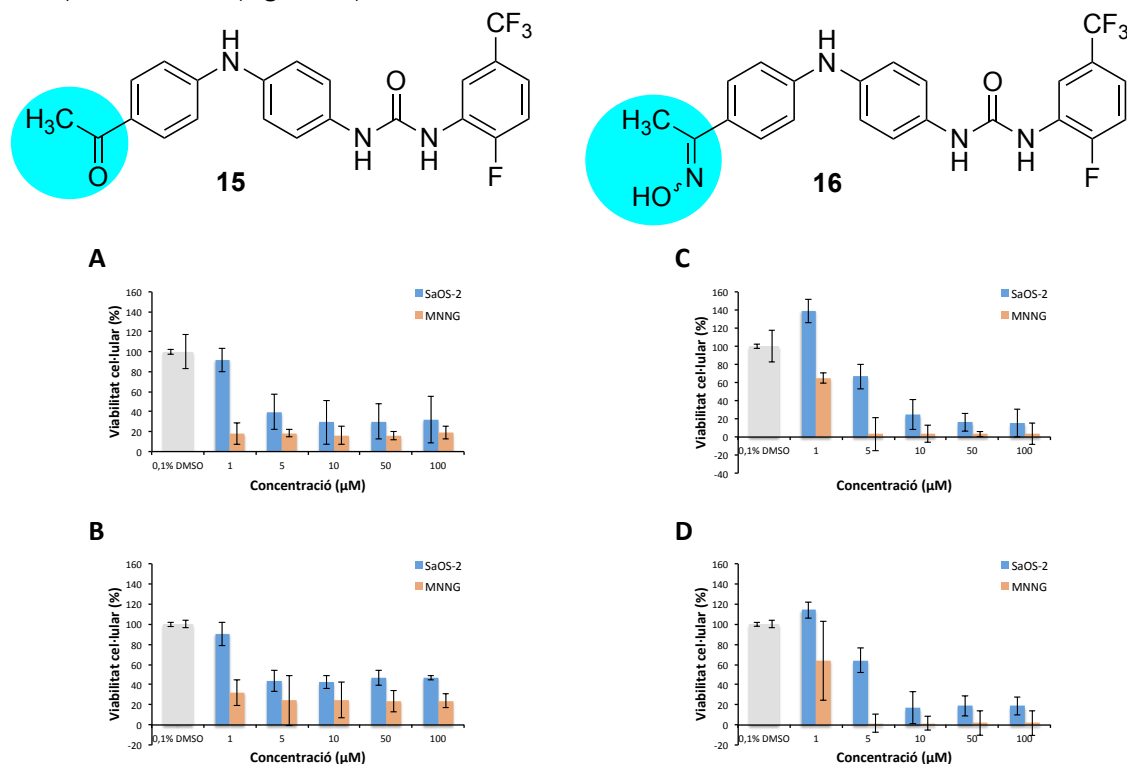 H
N
O
N
H
N
H
CF3
F
H3C
O
15
H
N
O
N
H
N
H
CF3
F
H3C
N
HO
16
A
160
140
120
100
80
60
40
20
0
Viabilitat cel·lular (%)
SaOS-2
MNNG
0,1% DMSO 1 5 10 50 100
Concentració (µM)
C
160
140
120
100
80
60
40
20
0
-20
-40
Viabilitat cel·lular (%)
SaOS-2
MNNG
0,1% DMSO 1 5 10 50 100
Concentració (µM)
B
160
140
120
100
80
60
40
20
0
-20
Viabilitat cel·lular (%)
SaOS-2
MNNG
0,1% DMSO 1 5 10 50 100
Concentració (µM)
D
160
140
120
100
80
60
40
20
0
-20
Viabilitat cel·lular (%)
SaOS-2
MNNG
0,1% DMSO 1 5 10 50 100
Concentració (µM)